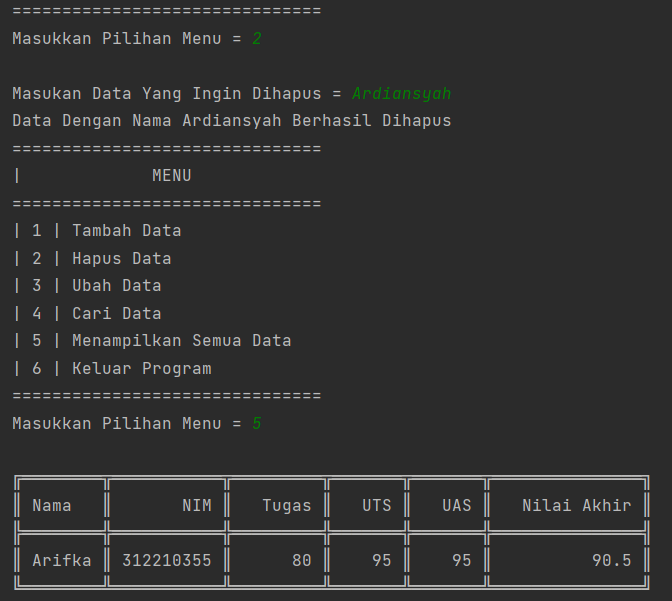 ===============================
Masukkan Pilihan Menu = 2
Masukan Data Yang Ingin Dihapus = Ardiansyah
Data Dengan Nama Ardiansyah Berhasil Dihapus
===============================
| MENU
===============================
| 1 | Tambah Data
| 2 | Hapus Data
| 3 | Ubah Data
| 4 | Cari Data
| 5 | Menampilkan Semua Data
| 6 | Keluar Program
===============================
Masukkan Pilihan Menu = 5
╔════════╦═══════════╦═════════╦═══════╦═══════╦═══════════════╗
║ Nama ║ NIM ║ Tugas ║ UTS ║ UAS ║ Nilai Akhir ║
╠════════╬═══════════╬═════════╬═══════╬═══════╬═══════════════╣
║ Arifka ║ 312210355 ║ 80 ║ 95 ║ 95 ║ 90.5 ║
╚════════╩═══════════╩═════════╩═══════╩═══════╩═══════════════╝